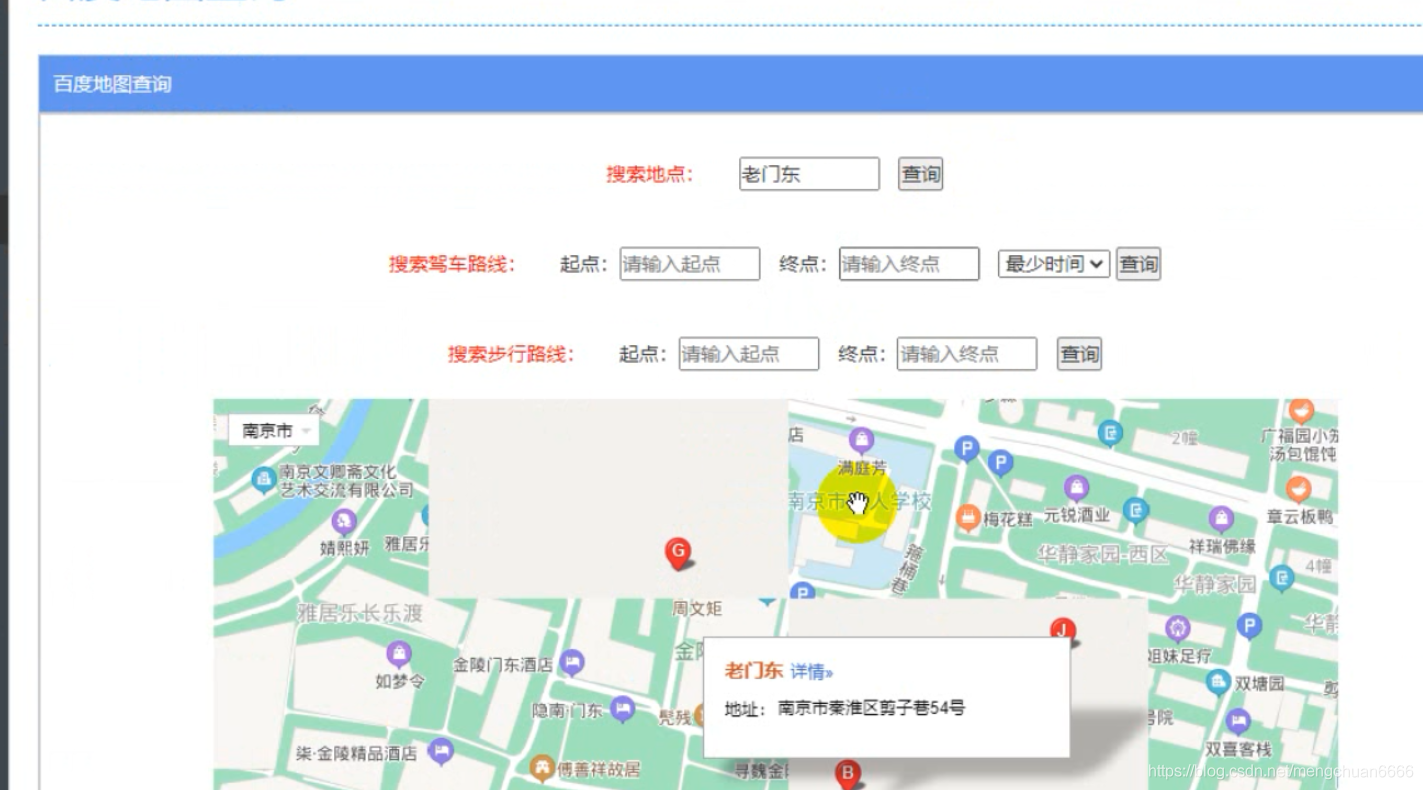 百度地图查询
搜索地点： 老门东 查询
搜索驾车路线： 起点： 请输入起点 终点： 请输入终点 最少时间 查询
搜索步行路线： 起点： 请输入起点 终点： 请输入终点 查询
南京市
店
2幢
广福园小
汤包馄饨
南京文卿斋文化
艺术交流有限公司
满庭芳
P
P
南京市 人学校
梅花糕
元锐酒业
章云板鸭
婧熙妍
雅居乐
祥瑞佛缘
G
箍桶巷
华静家园-西区
华静家园
4幢
P
周文矩
雅居乐长乐渡
J
P
金陵门东酒店
如梦令
老门东 详情»
地址： 南京市秦淮区剪子巷54号
姐妹足疗
双塘园
隐南·门东
髡残
号院
双喜客栈
柒·金陵精品酒店
傅善祥故居
寻魏金
B
https://blog.csdn.net/mengchuan6666